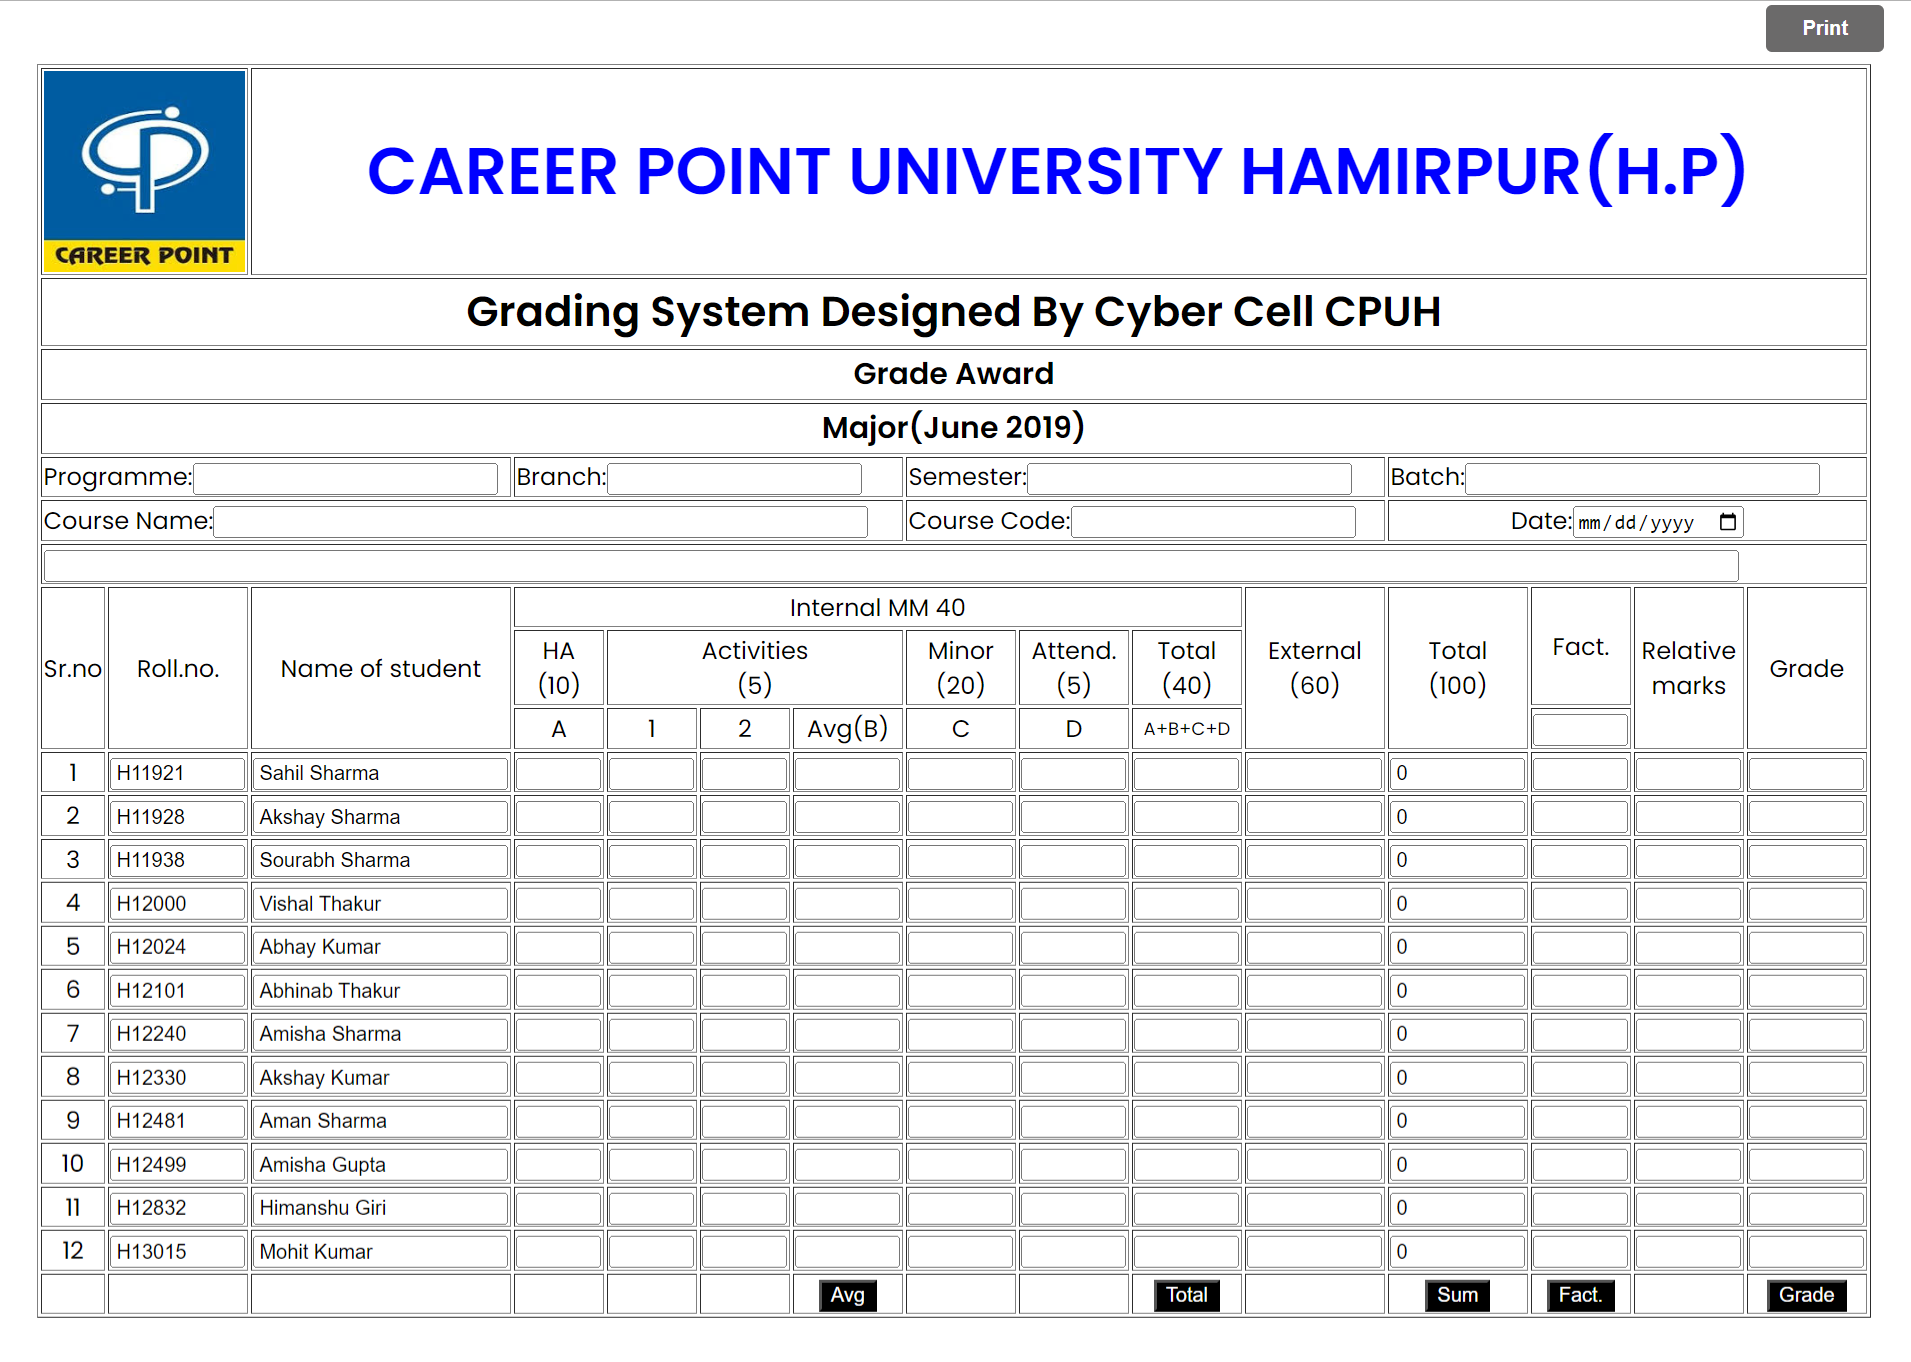 Print
CAREER POINT
CAREER POINT UNIVERSITY HAMIRPUR(H.P)
Grading System Designed By Cyber Cell CPUH
Grade Award
Major(June 2019)
Programme: Branch: Semester: Batch:
Course Name: Course Code: Date: mm/dd/yyyy
Sr.no Roll.no. Name of student Internal MM 40 External (60) Total (100) Fact. Relative marks Grade
HA (10) Activities (5) Minor (20) Attend. (5) Total (40)
A 1 2 Avg(B) C D A+B+C+D
1 H11921 Sahil Sharma 0
2 H11928 Akshay Sharma 0
3 H11938 Sourabh Sharma 0
4 H12000 Vishal Thakur 0
5 H12024 Abhay Kumar 0
6 H12101 Abhinab Thakur 0
7 H12240 Amisha Sharma 0
8 H12330 Akshay Kumar 0
9 H12481 Aman Sharma 0
10 H12499 Amisha Gupta 0
11 H12832 Himanshu Giri 0
12 H13015 Mohit Kumar 0
Avg Total Sum Fact. Grade